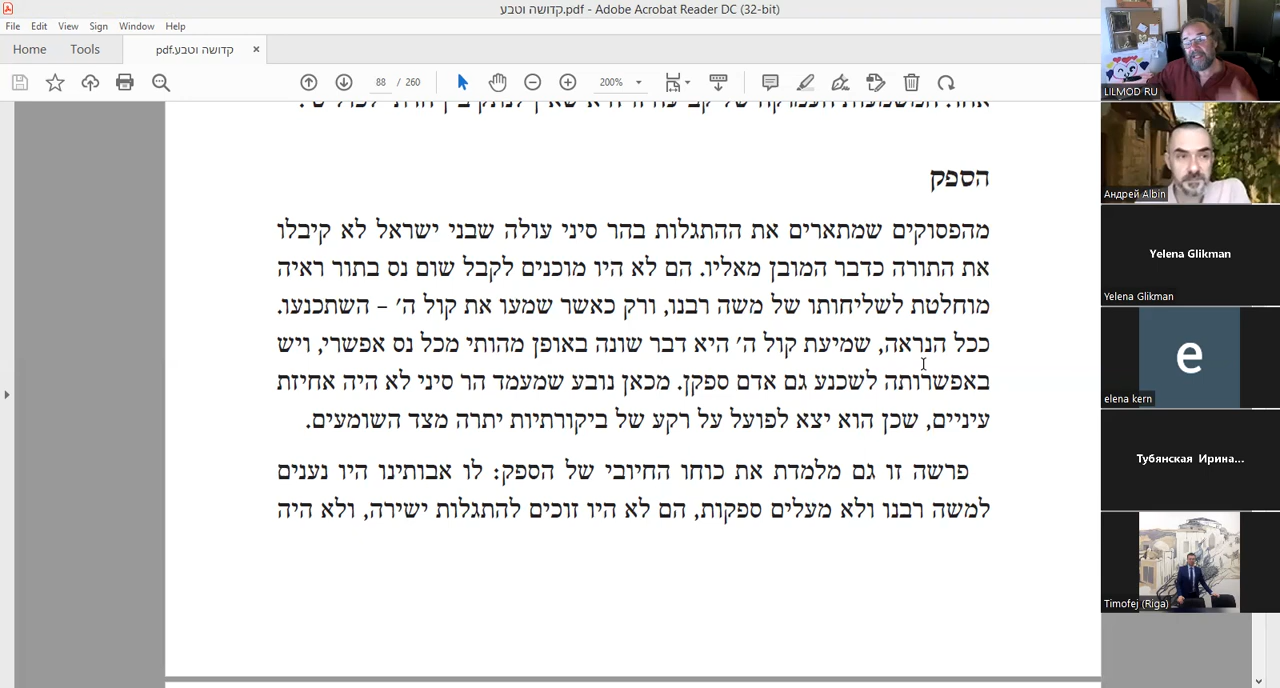 קדושה וטבע.pdf - Adobe Acrobat Reader DC (32-bit)
File Edit View Sign Window Help
Home Tools קדושה וטבע.pdf ×
88 / 260 200%
הספק
מהפסוקים שמתארים את ההתגלות בהר סיני עולה שבני ישראל לא קיבלו
את התורה כדבר המובן מאליו. הם לא היו מוכנים לקבל שום נס בתור ראיה
מוחלטת לשליחותו של משה רבנו, ורק כאשר שמעו את קול ה׳ – השתכנעו.
ככל הנראה, שמיעת קול ה׳ היא דבר שונה באופן מהותי מכל נס אפשרי, ויש
באפשרותה לשכנע גם אדם ספקן. מכאן נובע שמעמד הר סיני לא היה אחיזת
עיניים, שכן הוא יצא לפועל על רקע של ביקורתיות יתרה מצד השומעים.
פרשה זו גם מלמדת את כוחו החיובי של הספק: לו אבותינו היו נענים
למשה רבנו ולא מעלים ספקות, הם לא היו זוכים להתגלות ישירה, ולא היה
LILMOD RU
Андрей Albin
Yelena Glikman
Yelena Glikman
e
elena kern
Тубянская Ирина...
Timofej (Riga)